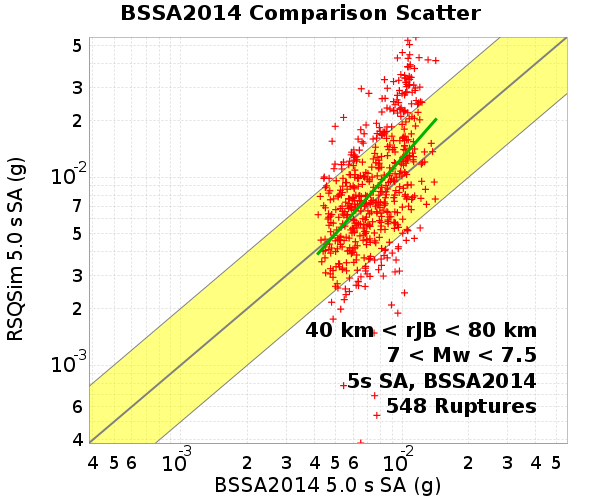 BSSA2014 Comparison Scatter
RSQSim 5.0 s SA (g)
5
3
2
10⁻²
7
5
3
2
10⁻³
6
4
40 km < rJB < 80 km
7 < Mw < 7.5
5s SA, BSSA2014
548 Ruptures
4 5 6 10⁻³ 2 3 4 5 6 10⁻² 2 3 4 5
BSSA2014 5.0 s SA (g)